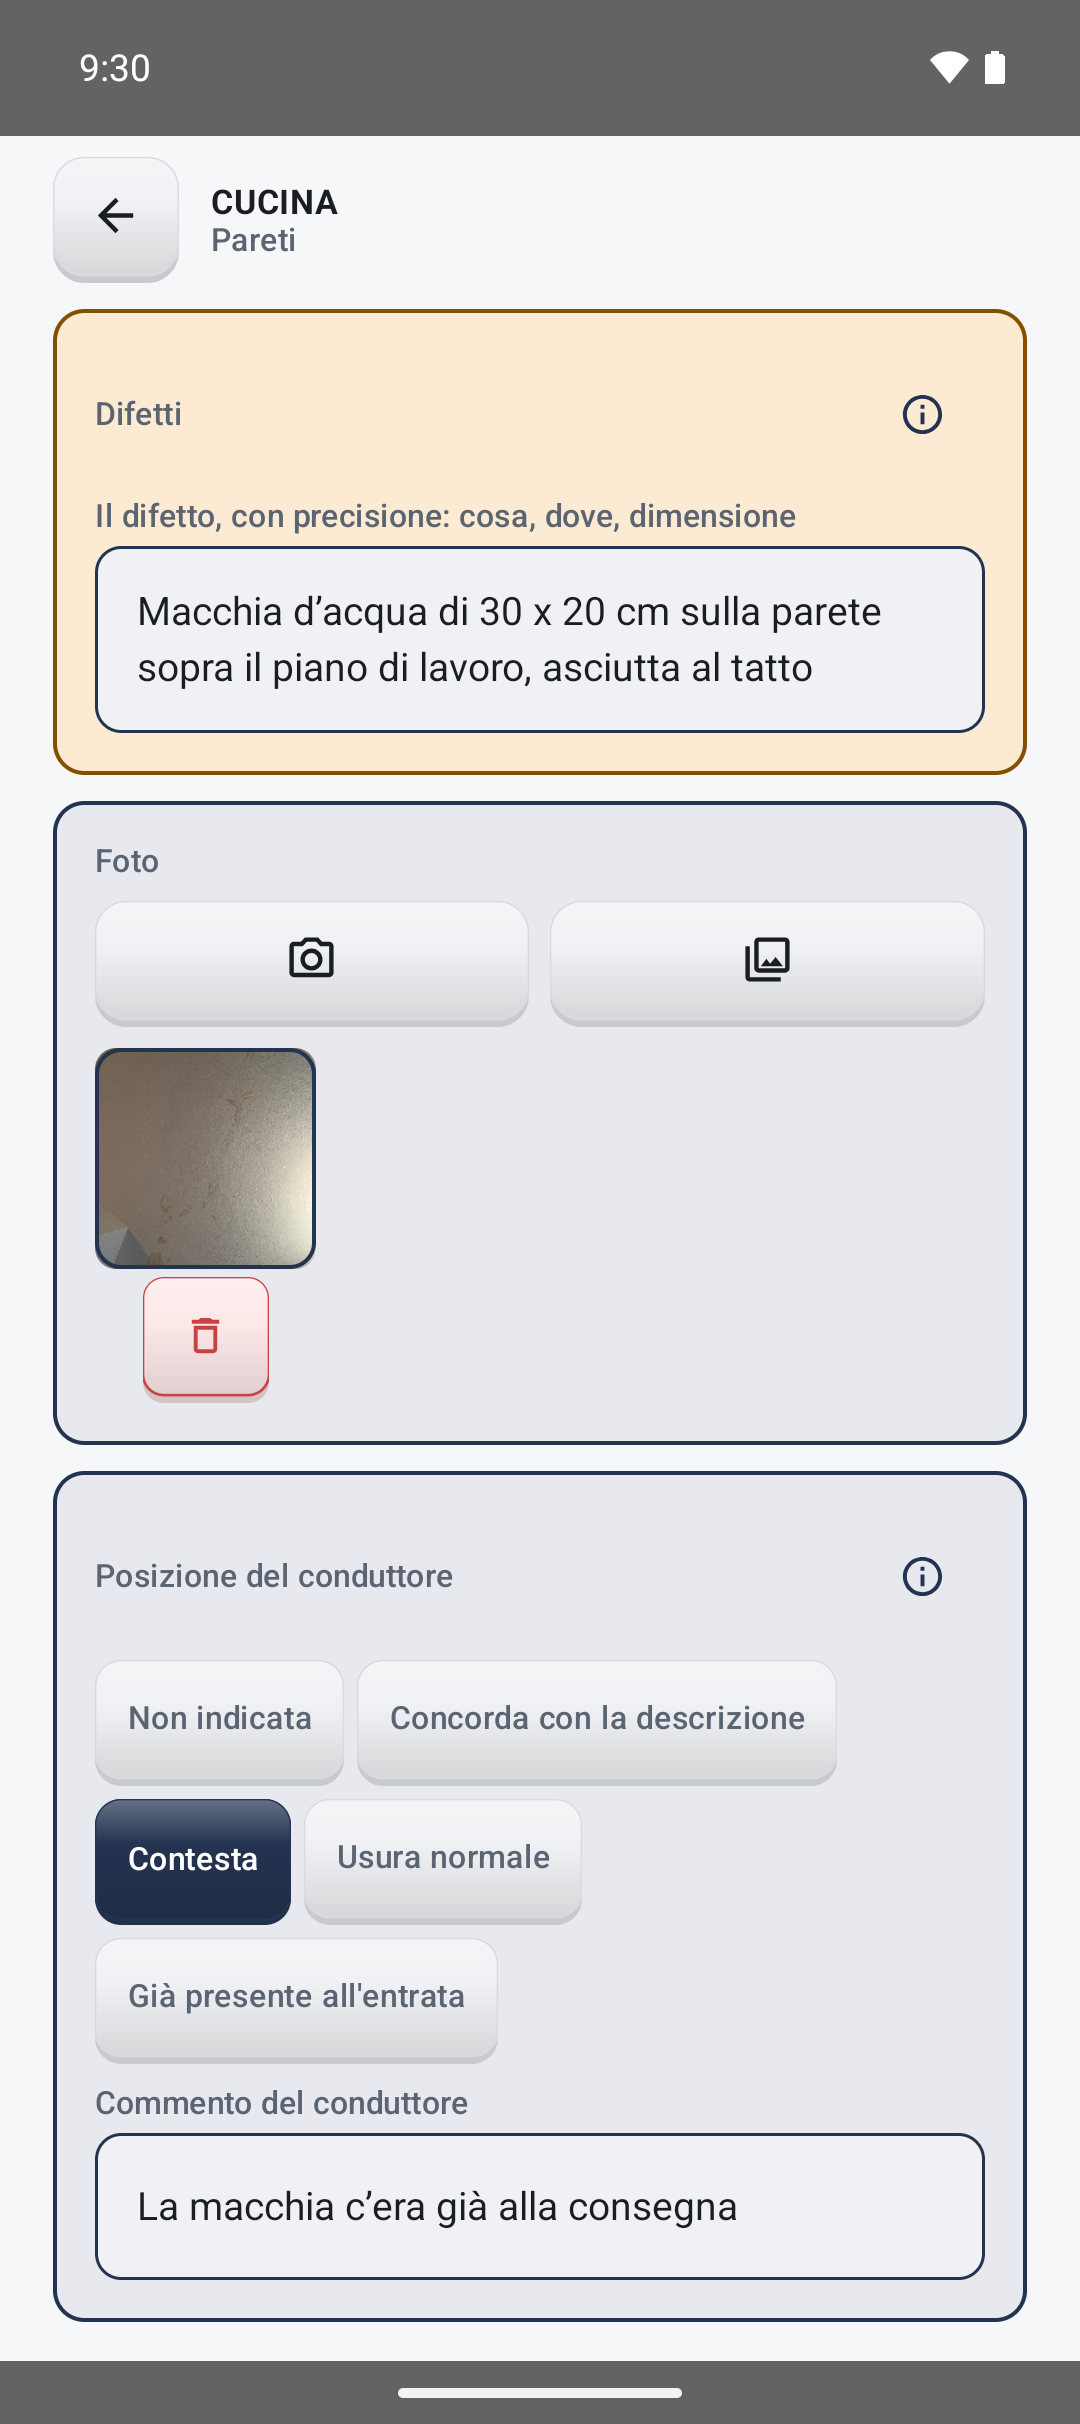 9:30
CUCINA
Pareti
Difetti
Il difetto, con precisione: cosa, dove, dimensione
Macchia d’acqua di 30 x 20 cm sulla parete
sopra il piano di lavoro, asciutta al tatto
Foto
Posizione del conduttore
Non indicata
Concorda con la descrizione
Contesta
Usura normale
Già presente all'entrata
Commento del conduttore
La macchia c’era già alla consegna